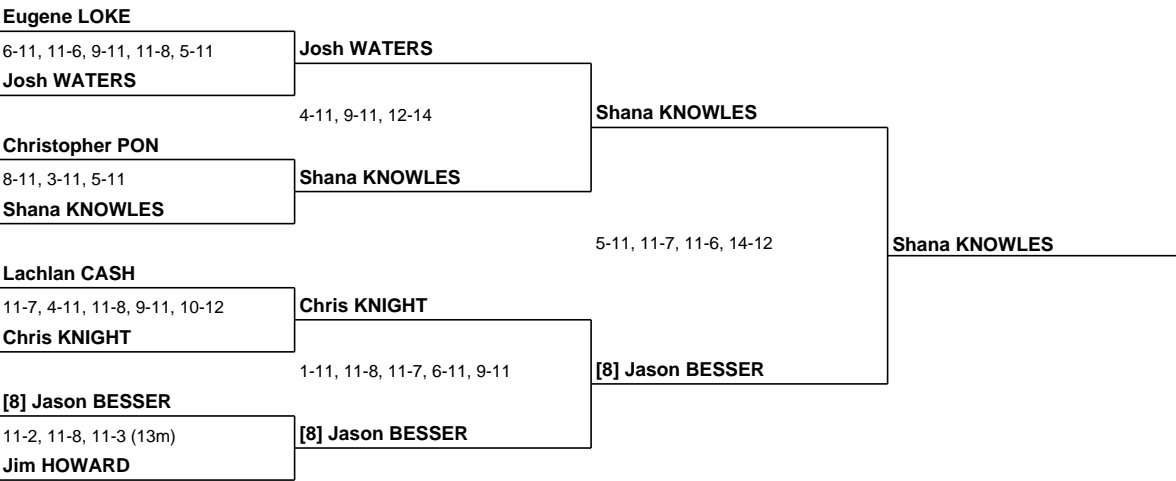 Eugene LOKE
6-11, 11-6, 9-11, 11-8, 5-11
Josh WATERS
Christopher PON
8-11, 3-11, 5-11
Shana KNOWLES
Lachlan CASH
11-7, 4-11, 11-8, 9-11, 10-12
Chris KNIGHT
[8] Jason BESSER
11-2, 11-8, 11-3 (13m)
Jim HOWARD
Josh WATERS
4-11, 9-11, 12-14
Shana KNOWLES
Chris KNIGHT
1-11, 11-8, 11-7, 6-11, 9-11
[8] Jason BESSER
Shana KNOWLES
5-11, 11-7, 11-6, 14-12
[8] Jason BESSER
Shana KNOWLES